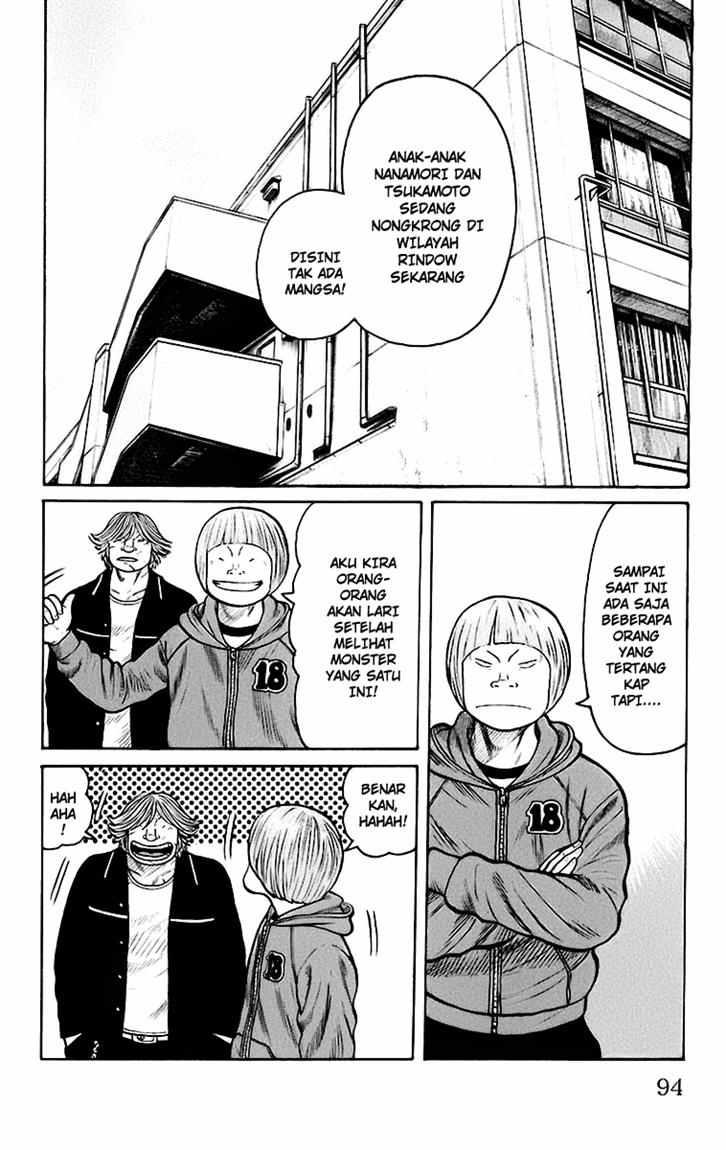 ANAK-ANAK
NANAMORI DAN
TSUKAMOTO
SEDANG
NONGKRONG DI
WILAYAH
RINDOW
SEKARANG
DISINI
TAK ADA
MANGSA!
SAMPAI
SAAT INI
ADA SAJA
BEBERAPA
ORANG
YANG
TERTANG
KAP
TAPI....
AKU KIRA
ORANG-
ORANG
AKAN LARI
SETELAH
MELIHAT
MONSTER
YANG SATU
INI!
18
18
BENAR
KAN,
HAHAH!
HAH
AHA
!
18
94